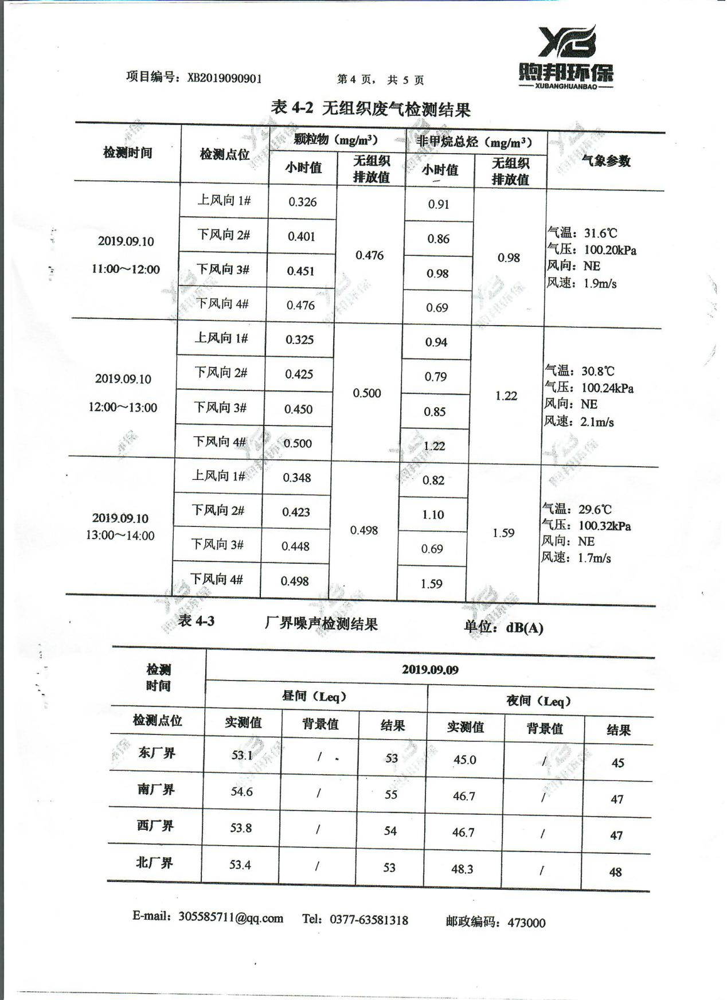 XB
煦邦环保
XUBANGHUANBAO
项目编号：XB2019090901 第 4 页， 共 5 页
表 4-2 无组织废气检测结果
检测时间 检测点位 颗粒物（mg/m³） 非甲烷总烃（mg/m³） 气象参数
小时值 无组织排放值 小时值 无组织排放值
2019.09.10 11:00～12:00
上风向 1# 0.326 0.91
下风向 2# 0.401 0.86
下风向 3# 0.451 0.98
下风向 4# 0.476 0.69
0.476 0.98
气温：31.6℃
气压：100.20kPa
风向：NE
风速：1.9m/s
2019.09.10 12:00～13:00
上风向 1# 0.325 0.94
下风向 2# 0.425 0.79
下风向 3# 0.450 0.85
下风向 4# 0.500 1.22
0.500 1.22
气温：30.8℃
气压：100.24kPa
风向：NE
风速：2.1m/s
2019.09.10 13:00～14:00
上风向 1# 0.348 0.82
下风向 2# 0.423 1.10
下风向 3# 0.448 0.69
下风向 4# 0.498 1.59
0.498 1.59
气温：29.6℃
气压：100.32kPa
风向：NE
风速：1.7m/s
表 4-3 厂界噪声检测结果 单位：dB(A)
检测时间 2019.09.09
昼间（Leq） 夜间（Leq）
检测点位 实测值 背景值 结果 实测值 背景值 结果
东厂界 53.1 / 53 45.0 / 45
南厂界 54.6 / 55 46.7 / 47
西厂界 53.8 / 54 46.7 / 47
北厂界 53.4 / 53 48.3 / 48
E-mail：305585711@qq.com Tel：0377-63581318 邮政编码：473000